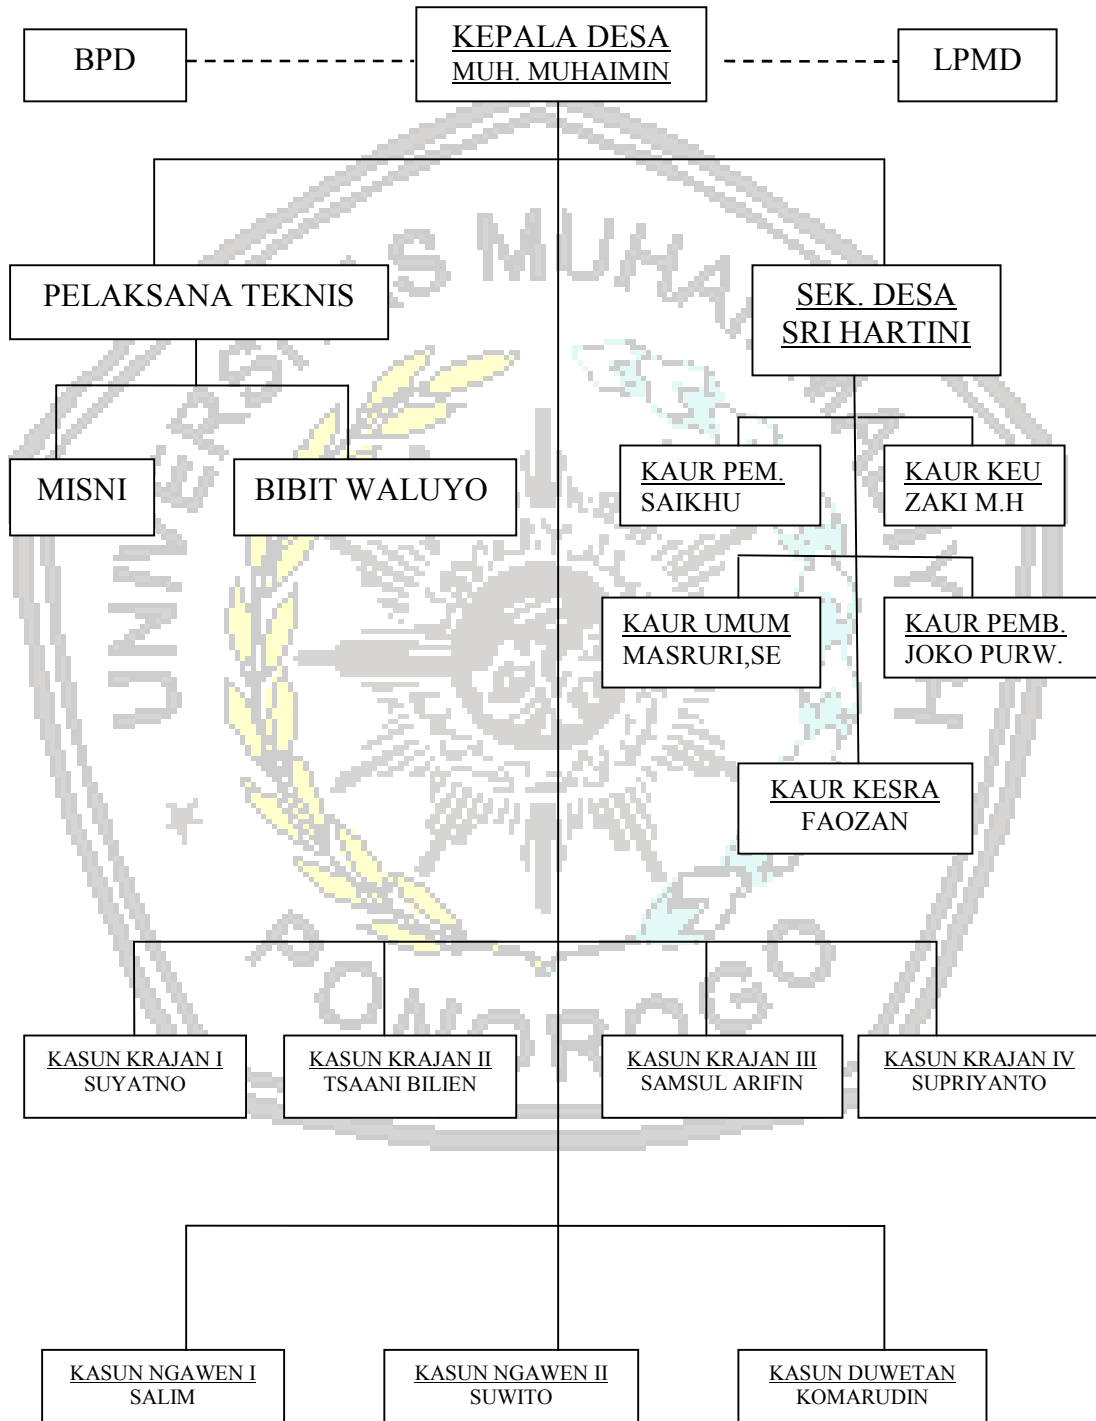 BPD
KEPALA DESA
MUH. MUHAIMIN
LPMD
PELAKSANA TEKNIS
SEK. DESA
SRI HARTINI
MISNI
BIBIT WALUYO
KAUR PEM.
SAIKHU
KAUR KEU
ZAKI M.H
KAUR UMUM
MASRURI,SE
KAUR PEMB.
JOKO PURW.
KAUR KESRA
FAOZAN
KASUN KRAJAN I
SUYATNO
KASUN KRAJAN II
TSAANI BILIEN
KASUN KRAJAN III
SAMSUL ARIFIN
KASUN KRAJAN IV
SUPRIYANTO
KASUN NGAWEN I
SALIM
KASUN NGAWEN II
SUWITO
KASUN DUWETAN
KOMARUDIN
UNIVERSITAS MUHAMMADIYAH
PONOROGO